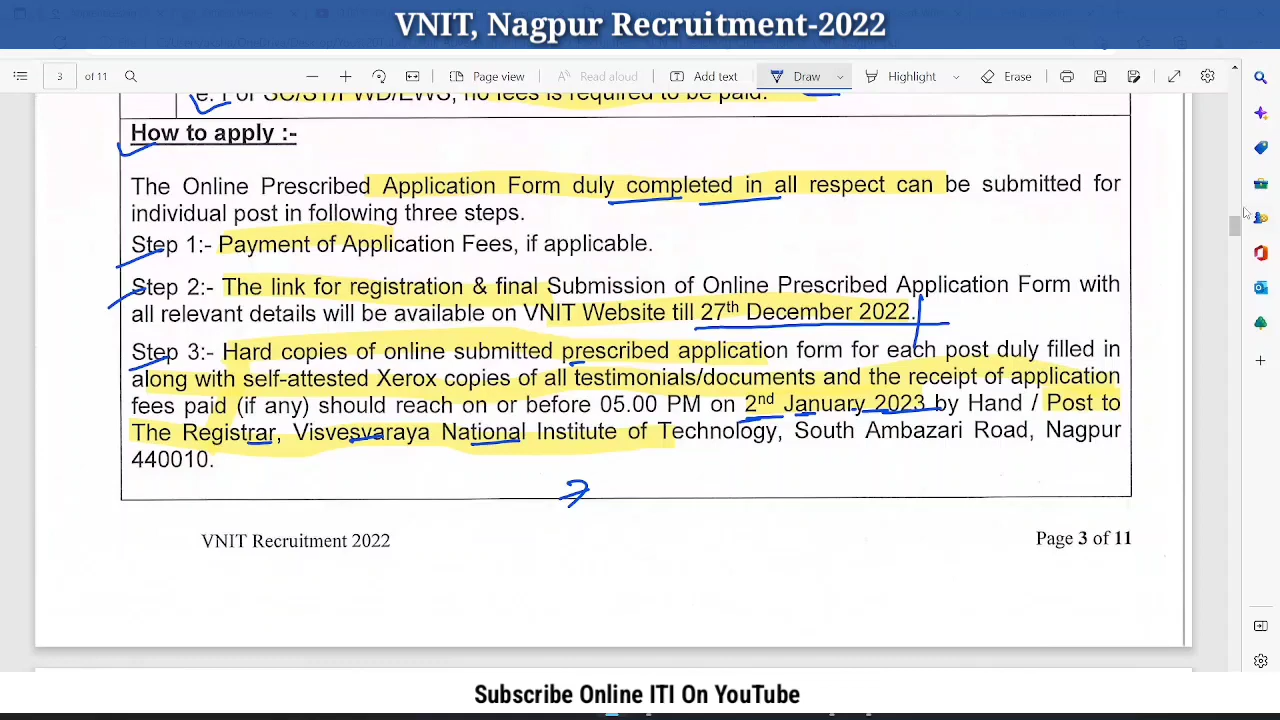 VNIT, Nagpur Recruitment-2022
3 of 11
Page view
Read aloud
Add text
Draw
Highlight
Erase
e. For SC/ST/PWD/EWS, no fees is required to be paid.
How to apply :-
The Online Prescribed Application Form duly completed in all respect can be submitted for
individual post in following three steps.
Step 1:- Payment of Application Fees, if applicable.
Step 2:- The link for registration & final Submission of Online Prescribed Application Form with
all relevant details will be available on VNIT Website till 27th December 2022.
Step 3:- Hard copies of online submitted prescribed application form for each post duly filled in
along with self-attested Xerox copies of all testimonials/documents and the receipt of application
fees paid (if any) should reach on or before 05.00 PM on 2nd January 2023 by Hand / Post to
The Registrar, Visvesvaraya National Institute of Technology, South Ambazari Road, Nagpur
440010.
VNIT Recruitment 2022
Page 3 of 11
Subscribe Online ITI On YouTube